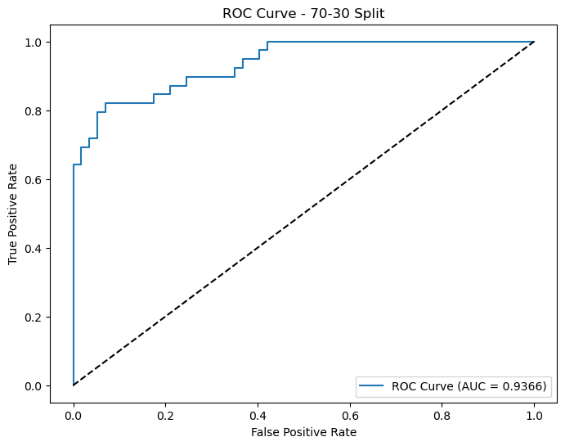 ROC Curve - 70-30 Split
True Positive Rate
1.0
0.8
0.6
0.4
0.2
0.0
ROC Curve (AUC = 0.9366)
0.0 0.2 0.4 0.6 0.8 1.0
False Positive Rate